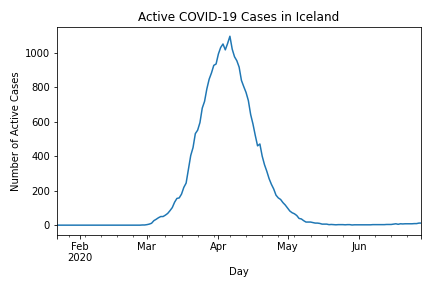 Active COVID-19 Cases in Iceland
Number of Active Cases
1000
800
600
400
200
0
Feb
2020
Mar
Apr
May
Jun
Day